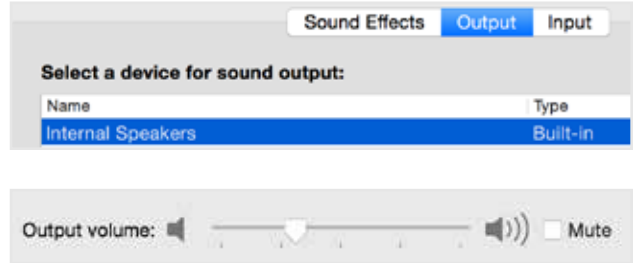 Sound Effects Output Input
Select a device for sound output:
Name Type
Internal Speakers Built-in
Output volume: Mute